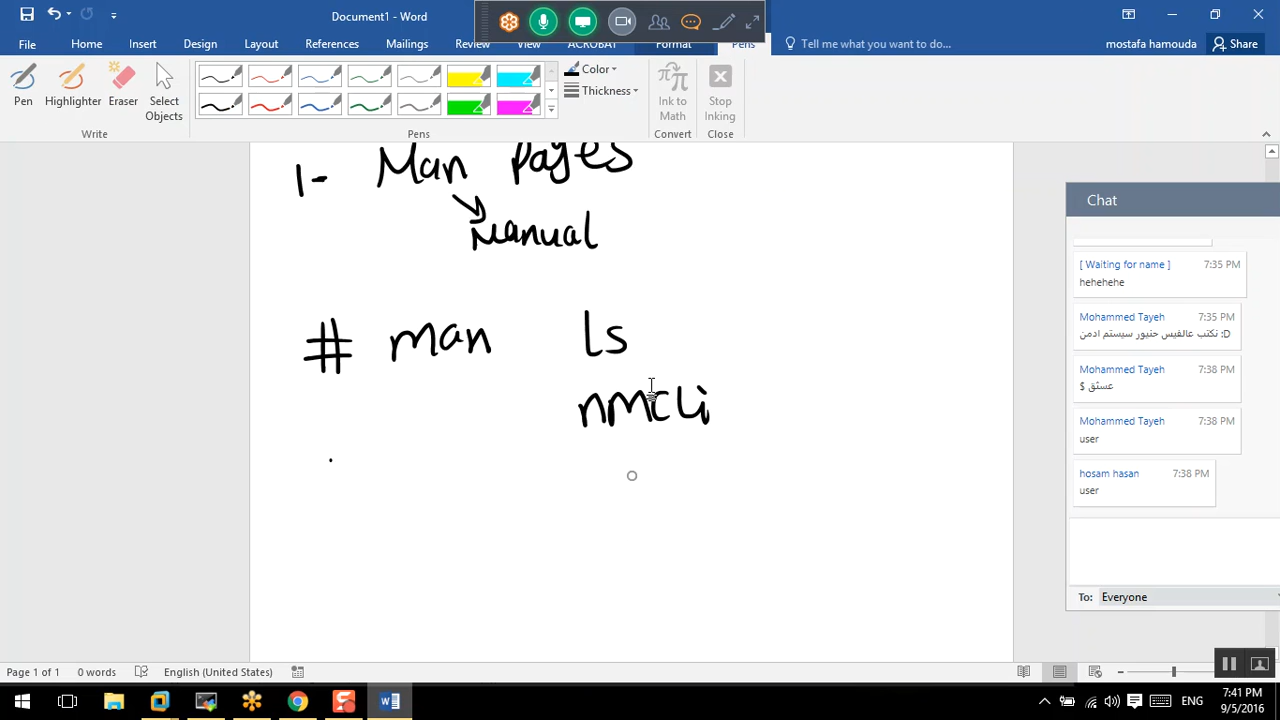 Document1 - Word
mostafa hamouda
Share
File
Home
Insert
Design
Layout
References
Mailings
Review
ACROBAT
Format
Pens
Tell me what you want to do...
Pen
Highlighter
Eraser
Select
Objects
Write
Pens
Color
Thickness
Ink to
Math
Convert
Stop
Inking
Close
1- Man Pages
Manual
# man ls
nmcli
Chat
[ Waiting for name ] 7:35 PM
hehehehe
Mohammed Tayeh 7:35 PM
نكتب عالفيس حنبور سيستم ادمن :D
Mohammed Tayeh 7:38 PM
$ عستق
Mohammed Tayeh 7:38 PM
user
hosam hasan 7:38 PM
user
To: Everyone
Page 1 of 1 0 words English (United States)
ENG
7:41 PM
9/5/2016